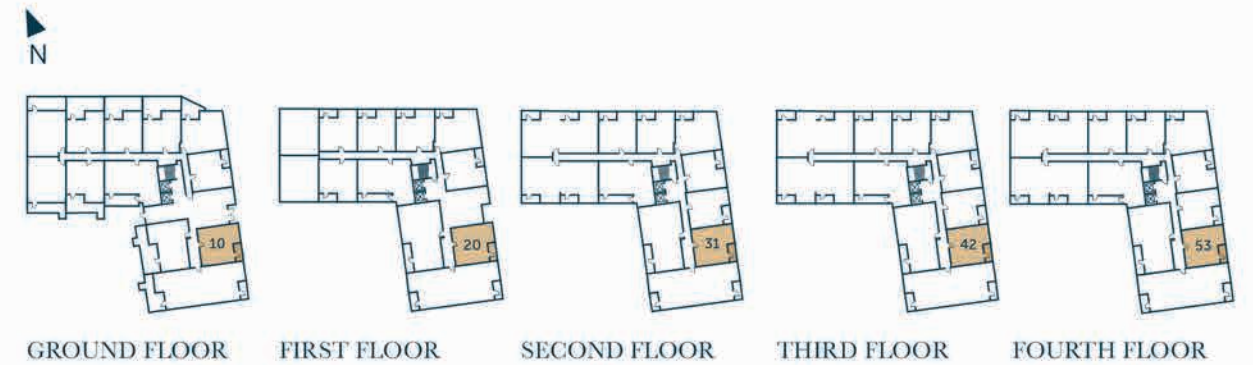 N
10
20
31
42
53
GROUND FLOOR
FIRST FLOOR
SECOND FLOOR
THIRD FLOOR
FOURTH FLOOR